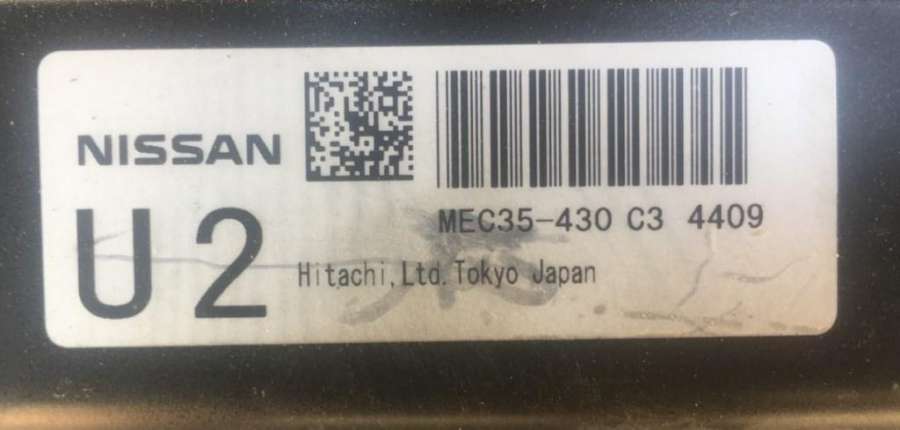 NISSAN
U2
MEC35-430 C3 4409
Hitachi,Ltd.Tokyo Japan